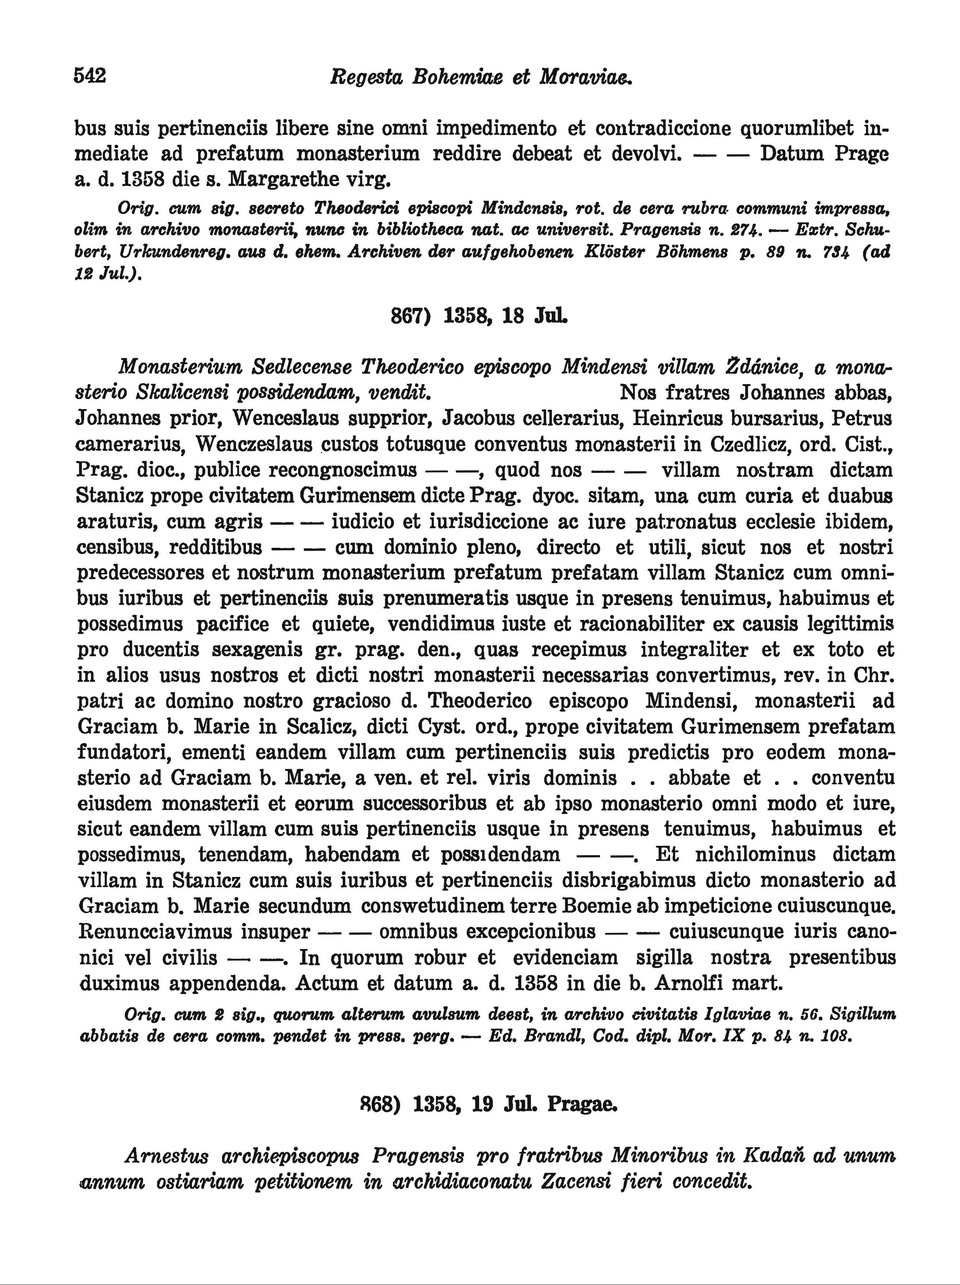 542 Regesta Bohemiae et Moraviae.
bus suis pertinenciis libere sine omni impedimento et contradiccione quorumlibet in-
mediate ad prefatum monasterium reddire debeat et devolvi. — — Datum Prage
a. d. 1358 die s. Margarethe virg.
Orig. cum sig. secreto Theoderici episcopi Mindensis, rot. de cera rubra communi impressa,
olim in archivo monasterii, nunc in bibliotheca nat. ac universit. Pragensis n. 274. — Extr. Schu-
bert, Urkundenreg. aus d. ehem. Archiven der aufgehobenen Klöster Böhmens p. 89 n. 734 (ad
12 Jul.).
867) 1358, 18 Jul.
Monasterium Sedlecense Theoderico episcopo Mindensi villam Ždánice, a mona-
sterio Skalicensi possidendam, vendit. Nos fratres Johannes abbas,
Johannes prior, Wenceslaus supprior, Jacobus cellerarius, Heinricus bursarius, Petrus
camerarius, Wenczeslaus custos totusque conventus monasterii in Czedlicz, ord. Cist.,
Prag. dioc., publice recongnoscimus — —, quod nos — — villam nostram dictam
Stanicz prope civitatem Gurimensem dicte Prag. dyoc. sitam, una cum curia et duabus
araturis, cum agris — — iudicio et iurisdiccione ac iure patronatus ecclesie ibidem,
censibus, redditibus — — cum dominio pleno, directo et utili, sicut nos et nostri
predecessores et nostrum monasterium prefatum prefatam villam Stanicz cum omni-
bus iuribus et pertinenciis suis prenumeratis usque in presens tenuimus, habuimus et
possedimus pacifice et quiete, vendidimus iuste et racionabiliter ex causis legittimis
pro ducentis sexagenis gr. prag. den., quas recepimus integraliter et ex toto et
in alios usus nostros et dicti nostri monasterii necessarias convertimus, rev. in Chr.
patri ac domino nostro gracioso d. Theoderico episcopo Mindensi, monasterii ad
Graciam b. Marie in Scalicz, dicti Cyst. ord., prope civitatem Gurimensem prefatam
fundatori, ementi eandem villam cum pertinenciis suis predictis pro eodem mona-
sterio ad Graciam b. Marie, a ven. et rel. viris dominis . . abbate et . . conventu
eiusdem monasterii et eorum successoribus et ab ipso monasterio omni modo et iure,
sicut eandem villam cum suis pertinenciis usque in presens tenuimus, habuimus et
possedimus, tenendam, habendam et possidendam — —. Et nichilominus dictam
villam in Stanicz cum suis iuribus et pertinenciis disbrigabimus dicto monasterio ad
Graciam b. Marie secundum conswetudinem terre Boemie ab impeticione cuiuscunque.
Renuncciavimus insuper — — omnibus excepcionibus — — cuiuscunque iuris cano-
nici vel civilis — —. In quorum robur et evidenciam sigilla nostra presentibus
duximus appendenda. Actum et datum a. d. 1358 in die b. Arnolfi mart.
Orig. cum 2 sig., quorum alterum avulsum deest, in archivo civitatis Iglaviae n. 56. Sigillum
abbatis de cera comm. pendet in press. perg. — Ed. Brandl, Cod. dipl. Mor. IX p. 84 n. 108.
868) 1358, 19 Jul. Pragae.
Arnestus archiepiscopus Pragensis pro fratribus Minoribus in Kadaň ad unum
annum ostiariam petitionem in archidiaconatu Zacensi fieri concedit.